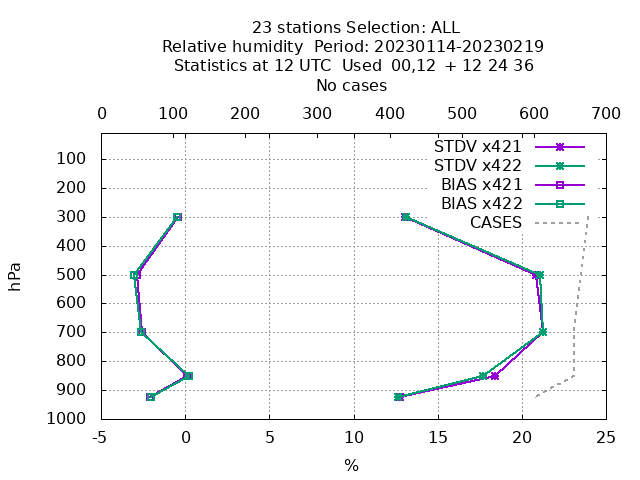 23 stations Selection: ALL
Relative humidity  Period: 20230114-20230219
Statistics at 12 UTC  Used  00,12  + 12 24 36
No cases
0 100 200 300 400 500 600 700
STDV x421
STDV x422
BIAS x421
BIAS x422
CASES
100
200
300
400
500
600
700
800
900
1000
hPa
-5 0 5 10 15 20 25
%